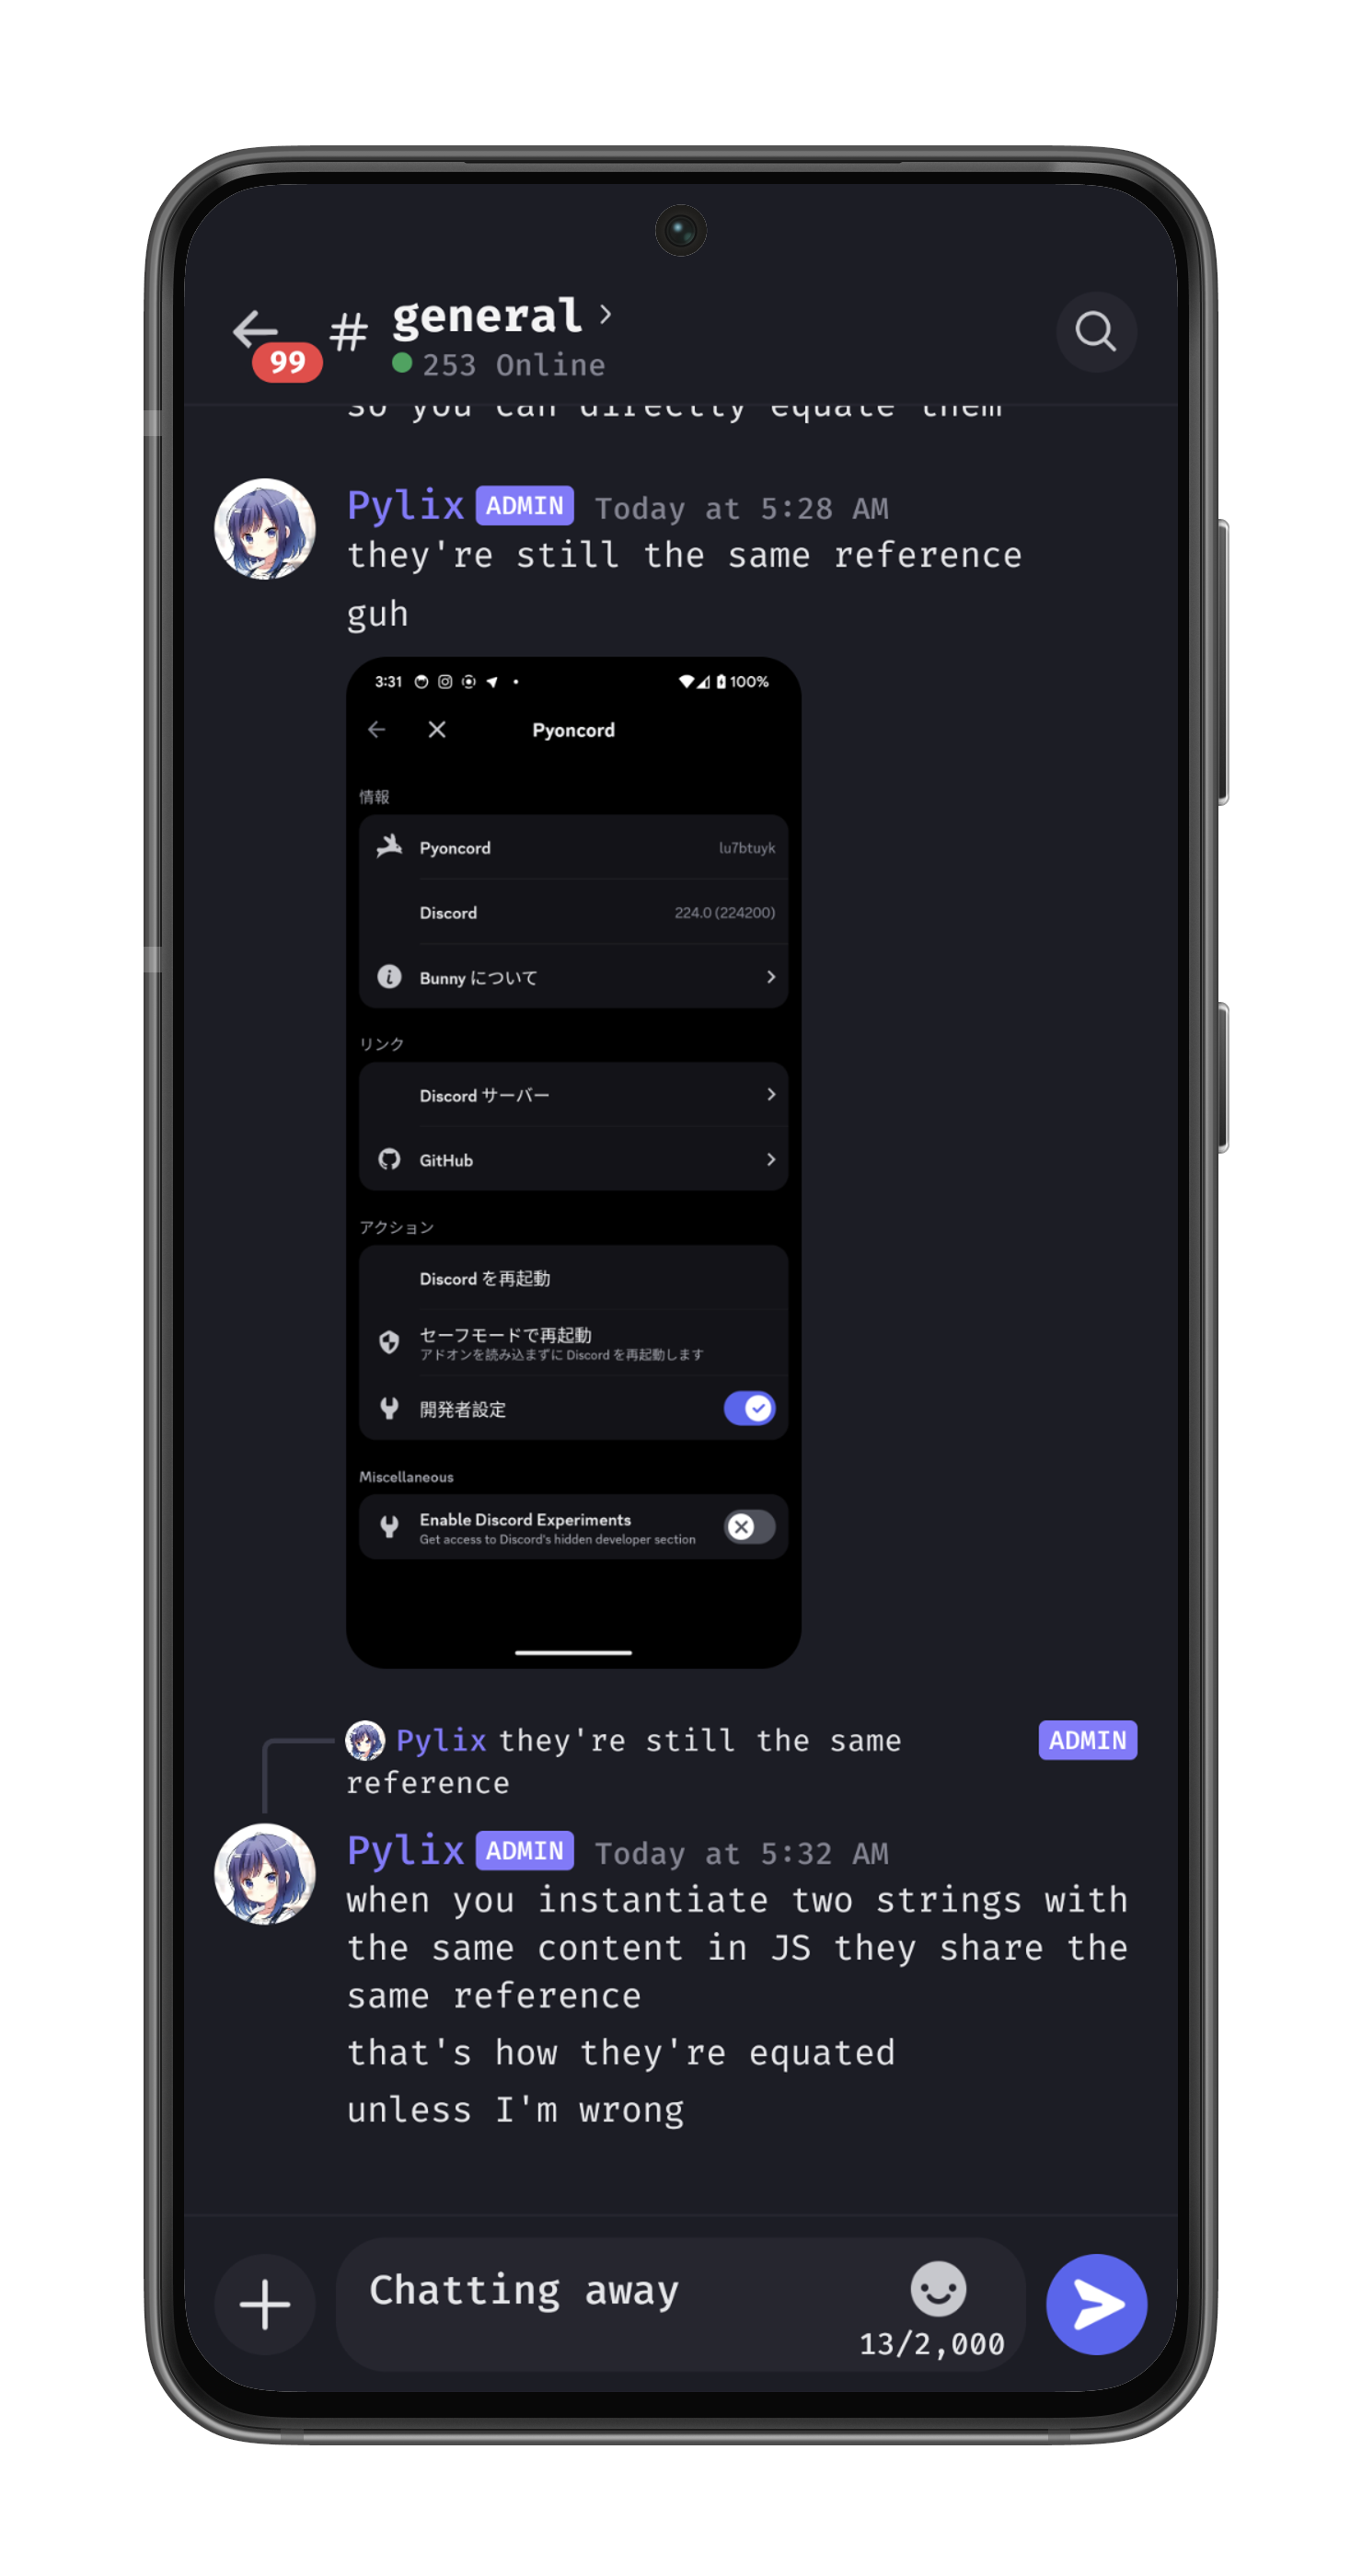 general
99
253 Online
so you can directly equate them
Pylix ADMIN Today at 5:28 AM
they're still the same reference
guh
3:31 100%
Pyoncord
情報
Pyoncord lu7btuyk
Discord 224.0 (224200)
Bunny について
リンク
Discord サーバー
GitHub
アクション
Discord を再起動
セーフモードで再起動
アドオンを読み込まずに Discord を再起動します
開発者設定
Miscellaneous
Enable Discord Experiments
Get access to Discord's hidden developer section
Pylix they're still the same ADMIN
reference
Pylix ADMIN Today at 5:32 AM
when you instantiate two strings with
the same content in JS they share the
same reference
that's how they're equated
unless I'm wrong
Chatting away
13/2,000